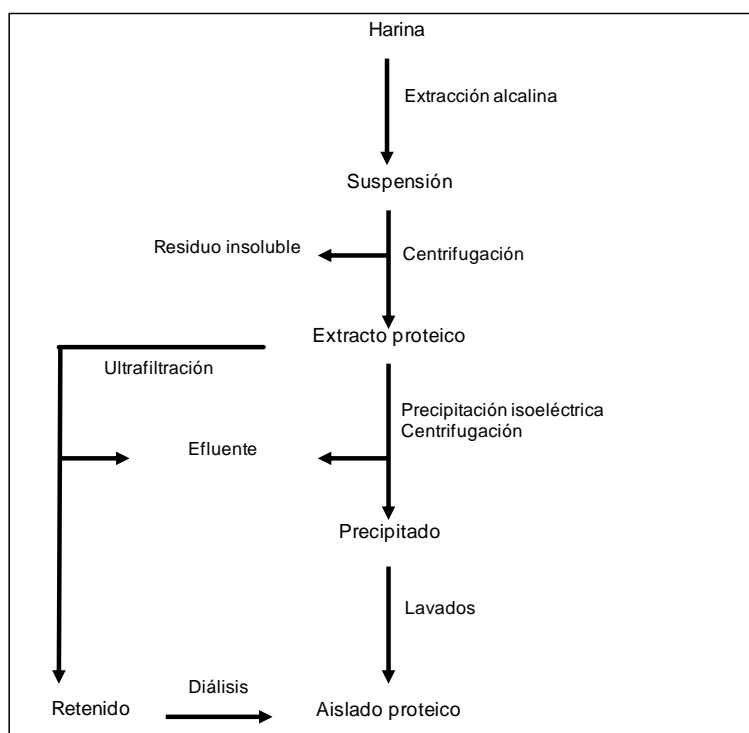 Harina
Extracción alcalina
Suspensión
Residuo insoluble
Centrifugación
Extracto proteico
Ultrafiltración
Precipitación isoeléctrica
Centrifugación
Efluente
Precipitado
Lavados
Diálisis
Retenido
Aislado proteico